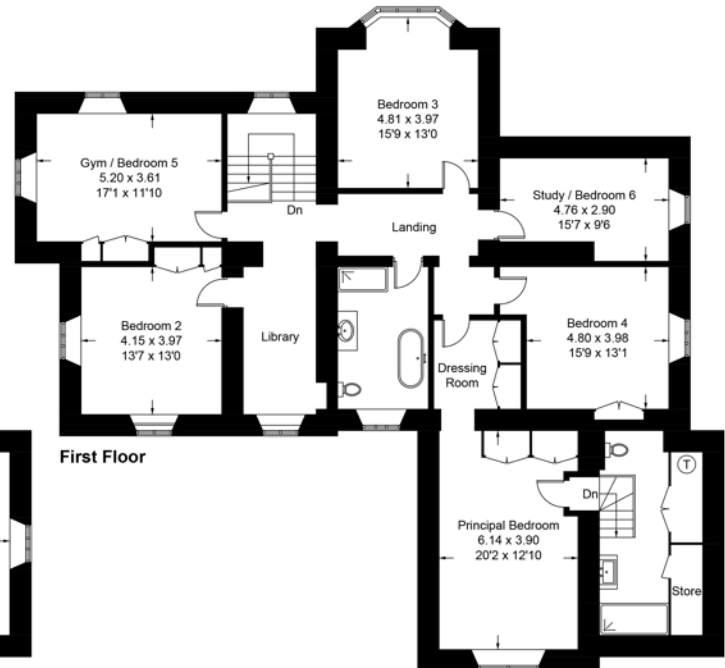 Bedroom 3
4.81 x 3.97
15'9 x 13'0
Gym / Bedroom 5
5.20 x 3.61
17'1 x 11'10
Dn
Study / Bedroom 6
4.76 x 2.90
15'7 x 9'6
Landing
Bedroom 2
4.15 x 3.97
13'7 x 13'0
Library
Bedroom 4
4.80 x 3.98
15'9 x 13'1
Dressing
Room
First Floor
T
Dn
Principal Bedroom
6.14 x 3.90
20'2 x 12'10
Store